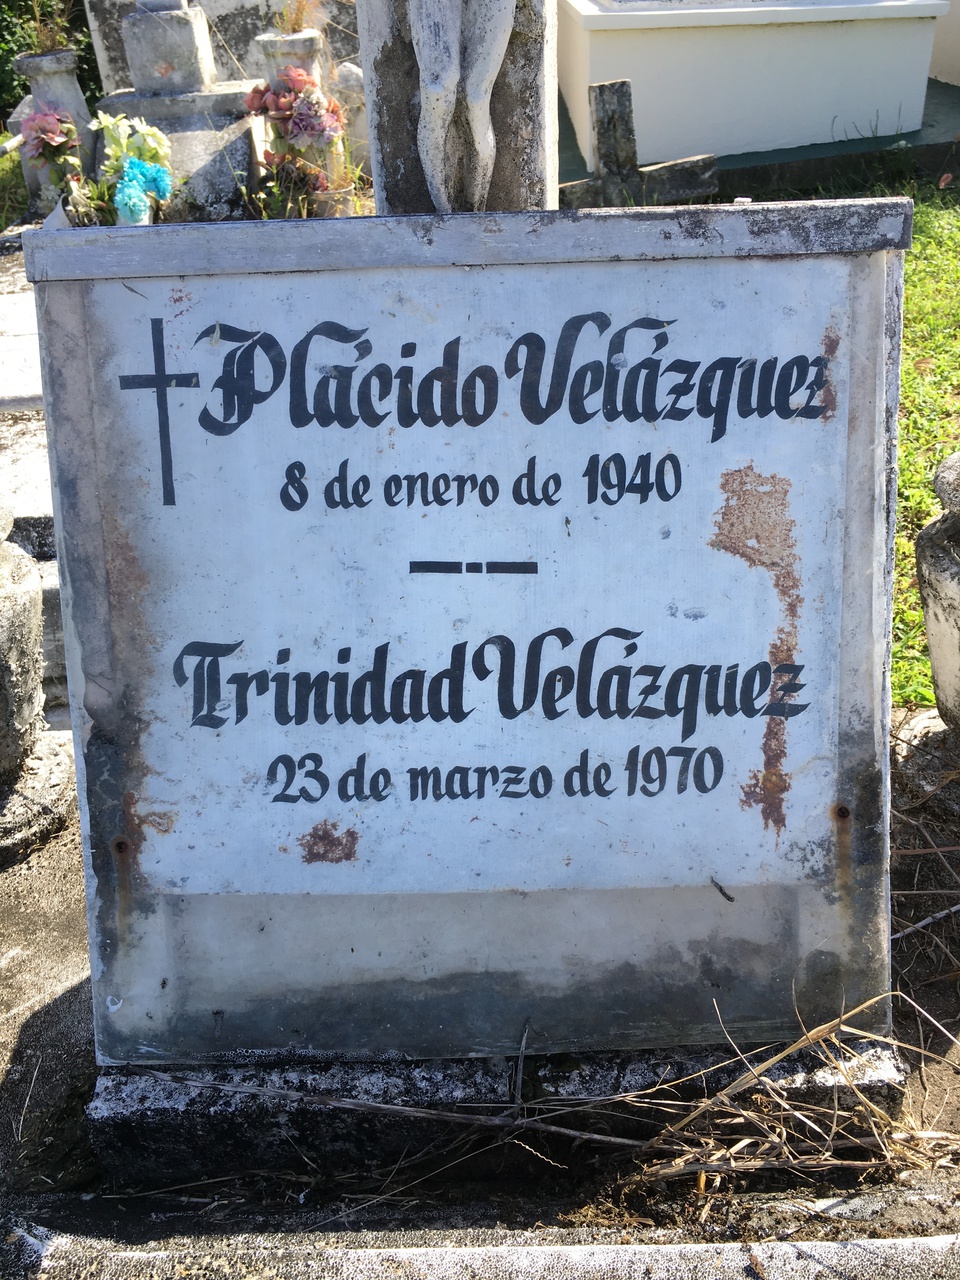 Plácido Velázquez
8 de enero de 1940
Trinidad Velázquez
23 de marzo de 1970